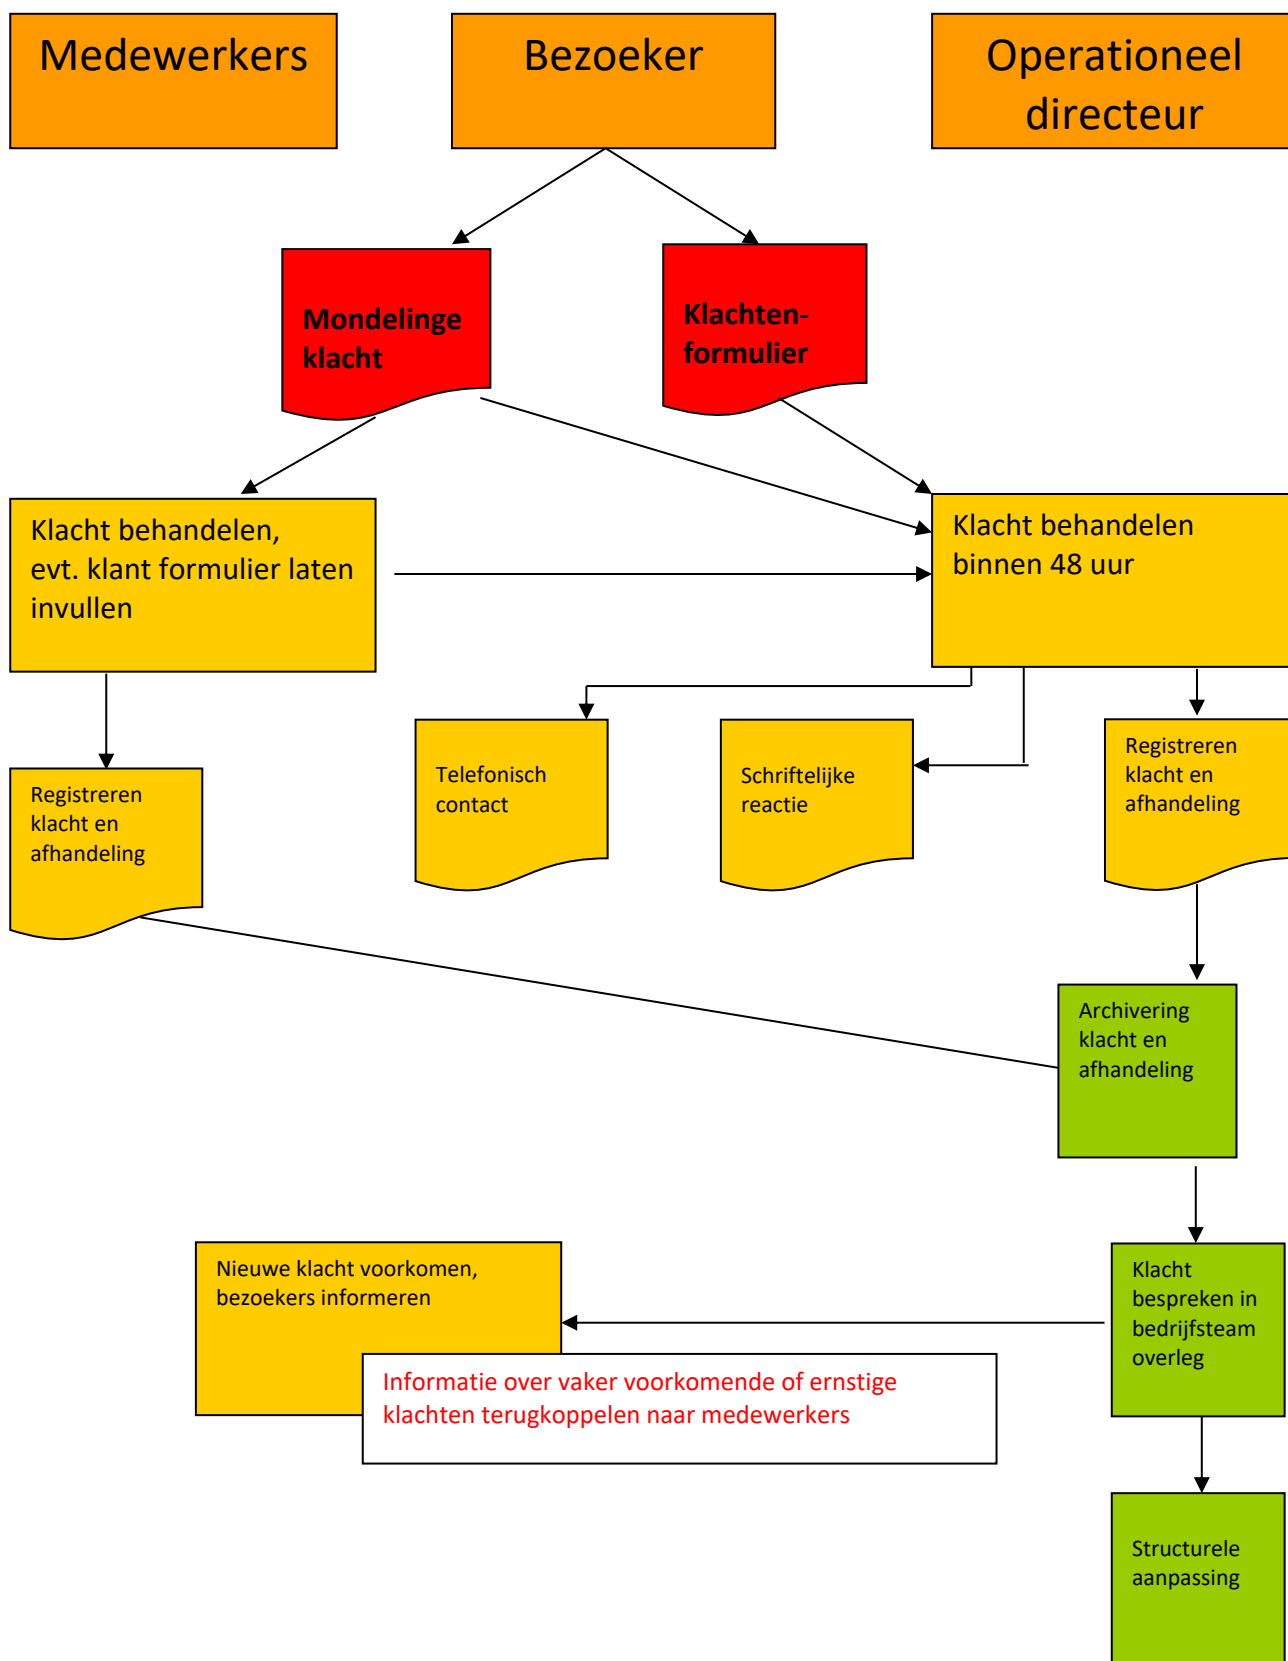 Medewerkers
Bezoeker
Operationeel
directeur
Mondelinge
klacht
Klachten-
formulier
Klacht behandelen,
evt. klant formulier laten
invullen
Klacht behandelen
binnen 48 uur
Telefonisch
contact
Schriftelijke
reactie
Registreren
klacht en
afhandeling
Registreren
klacht en
afhandeling
Archivering
klacht en
afhandeling
Nieuwe klacht voorkomen,
bezoekers informeren
Klacht
bespreken in
bedrijfsteam
overleg
Informatie over vaker voorkomende of ernstige
klachten terugkoppelen naar medewerkers
Structurele
aanpassing